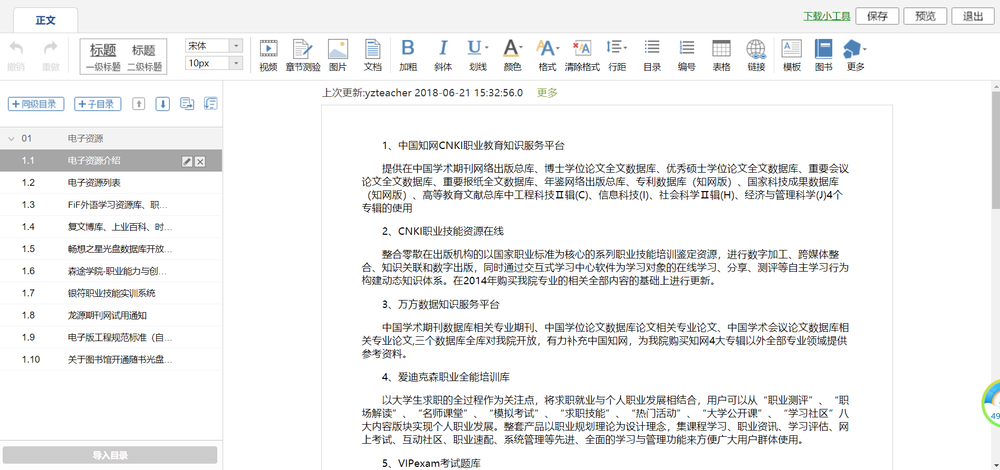 正文
下载小工具 保存 预览 退出
撤销 重做
标题 标题
一级标题 二级标题
宋体
10px
视频 章节测验 图片 文档 B 加粗 I 斜体 U 划线 A 颜色 AA 格式 清除格式 行距 目录 编号 表格 链接 模板 图书 更多
+同级目录 +子目录
上次更新:yzteacher 2018-06-21 15:32:56.0 更多
01 电子资源
1.1 电子资源介绍
1.2 电子资源列表
1.3 FiF外语学习资源库、职...
1.4 复文博库、上业百科、时...
1.5 畅想之星光盘数据库开放...
1.6 森途学院-职业能力与创...
1.7 银符职业技能实训系统
1.8 龙源期刊网试用通知
1.9 电子版工程规范标准（自...
1.10 关于图书馆开通随书光盘...
导入目录
1、中国知网CNKI职业教育知识服务平台
提供在中国学术期刊网络出版总库、博士学位论文全文数据库、优秀硕士学位论文全文数据库、重要会议
论文全文数据库、重要报纸全文数据库、年鉴网络出版总库、专利数据库（知网版）、国家科技成果数据库
（知网版）、高等教育文献总库中工程科技Ⅱ辑(C)、信息科技(I)、社会科学Ⅱ辑(H)、经济与管理科学(J)4个
专辑的使用
2、CNKI职业技能资源在线
整合零散在出版机构的以国家职业标准为核心的系列职业技能培训鉴定资源，进行数字加工、跨媒体整
合、知识关联和数字出版，同时通过交互式学习中心软件为学习对象的在线学习、分享、测评等自主学习行为
构建动态知识体系。在2014年购买我院专业的相关全部内容的基础上进行更新。
3、万方数据知识服务平台
中国学术期刊数据库相关专业期刊、中国学位论文数据库论文相关专业论文、中国学术会议论文数据库相
关专业论文,三个数据库全库对我院开放，有力补充中国知网，为我院购买知网4大专辑以外全部专业领域提供
参考资料。
4、爱迪克森职业全能培训库
以大学生求职的全过程作为关注点，将求职就业与个人职业发展相结合，用户可以从“职业测评”、“职
场解读”、“名师课堂”、“模拟考试”、“求职技能”、“热门活动”、“大学公开课”、“学习社区”八
大内容版块实现个人职业发展。整套产品以职业规划理论为设计理念，集课程学习、职业资讯、学习评估、网
上考试、互动社区、职业速配、系统管理等先进、全面的学习与管理功能来方便广大用户群体使用。
5、VIPexam考试题库
49